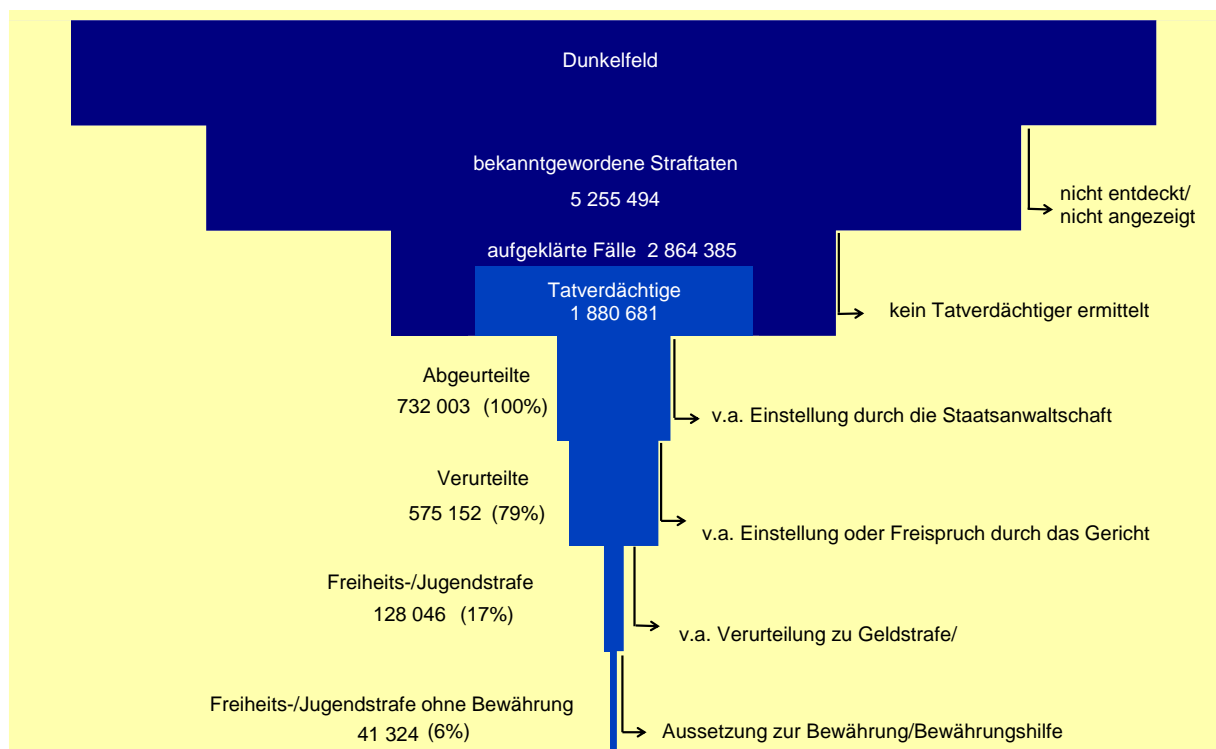 Dunkelfeld
bekanntgewordene Straftaten
5 255 494
nicht entdeckt/
nicht angezeigt
aufgeklärte Fälle 2 864 385
Tatverdächtige
1 880 681
kein Tatverdächtiger ermittelt
Abgeurteilte
732 003 (100%)
v.a. Einstellung durch die Staatsanwaltschaft
Verurteilte
575 152 (79%)
v.a. Einstellung oder Freispruch durch das Gericht
Freiheits-/Jugendstrafe
128 046 (17%)
v.a. Verurteilung zu Geldstrafe/
Freiheits-/Jugendstrafe ohne Bewährung
41 324 (6%)
Aussetzung zur Bewährung/Bewährungshilfe